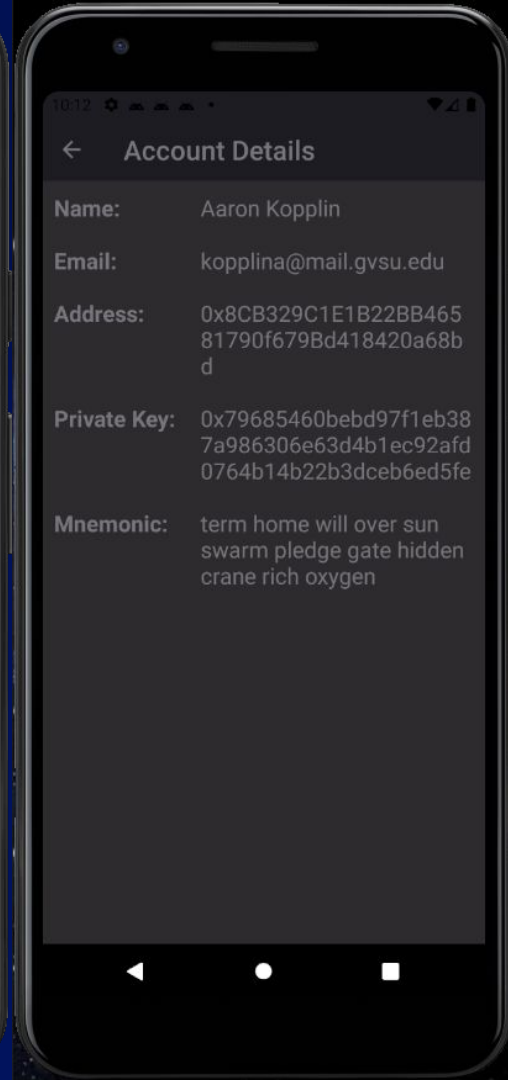 10:12
Account Details
Name: Aaron Kopplin
Email: kopplina@mail.gvsu.edu
Address: 0x8CB329C1E1B22BB465
81790f679Bd418420a68b
d
Private Key: 0x79685460bebd97f1eb38
7a986306e63d4b1ec92afd
0764b14b22b3dceb6ed5fe
Mnemonic: term home will over sun
swarm pledge gate hidden
crane rich oxygen